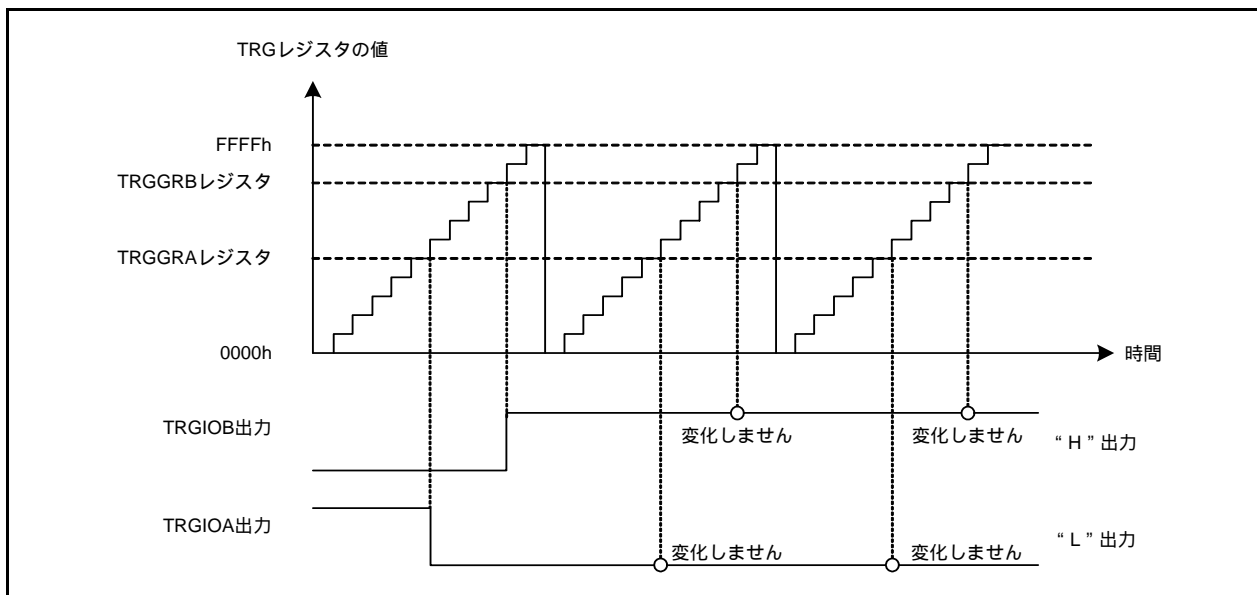 TRGレジスタの値
FFFFh
TRGGRBレジスタ
TRGGRAレジスタ
0000h
時間
TRGIOB出力
変化しません
変化しません
“ H ” 出力
TRGIOA出力
変化しません
変化しません
“ L ” 出力